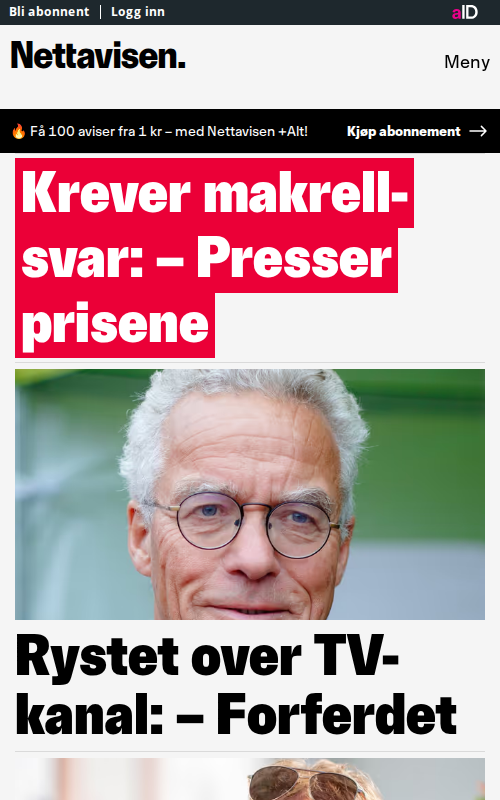 Bli abonnent | Logg inn
aID
Nettavisen.
Meny
🔥 Få 100 aviser fra 1 kr – med Nettavisen +Alt!
Kjøp abonnement →
Krever makrell-
svar: – Presser
prisene
Rystet over TV-
kanal: – Forferdet